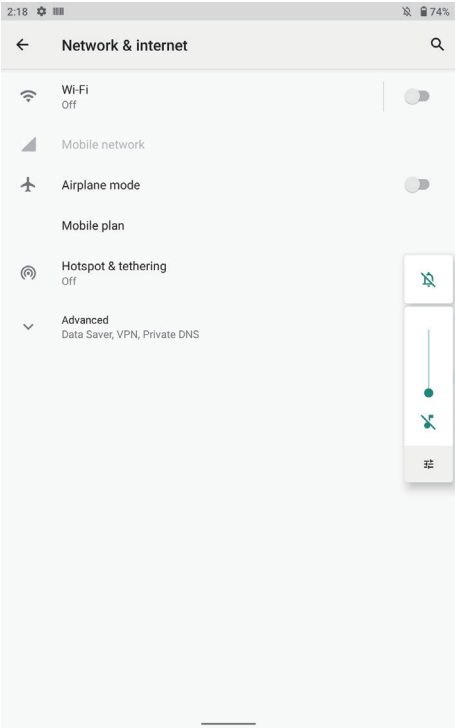 2:18 74%
Network & internet
Wi-Fi
Off
Mobile network
Airplane mode
Mobile plan
Hotspot & tethering
Off
Advanced
Data Saver, VPN, Private DNS